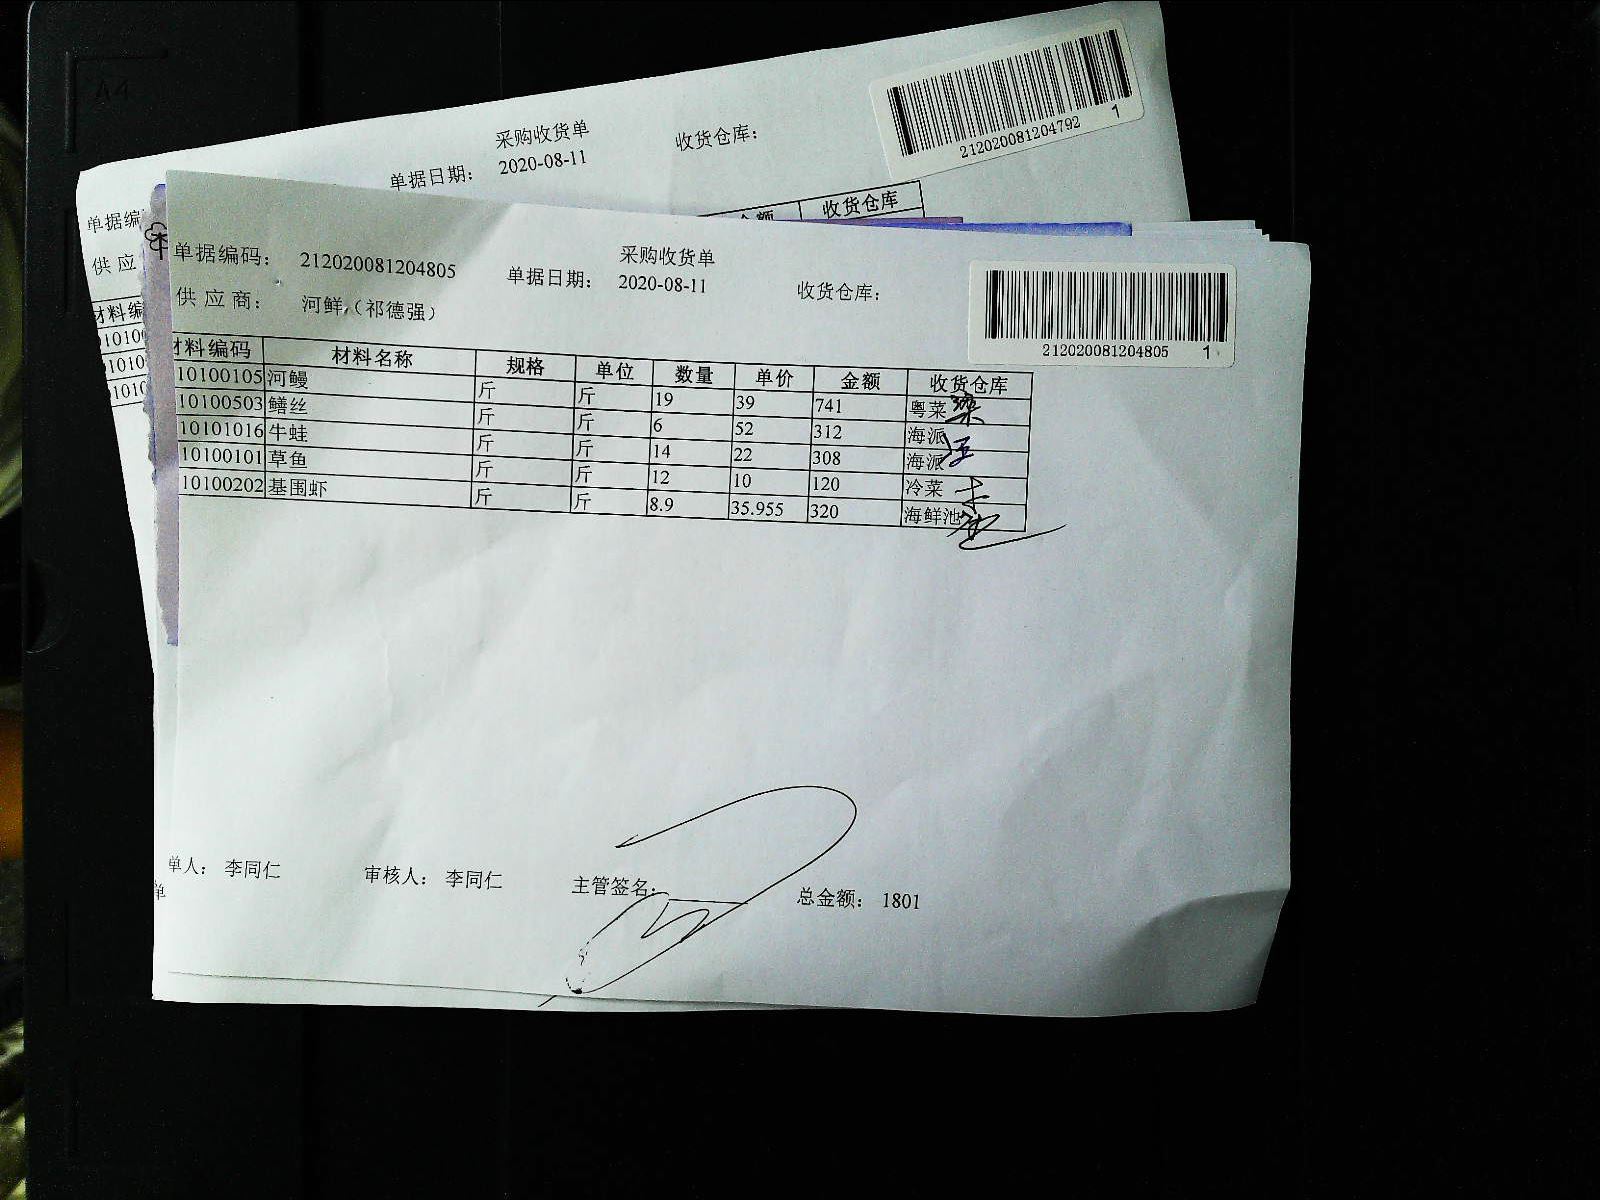 A4
采购收货单
单据日期： 2020-08-11 收货仓库：
212020081204792 1
单据编
供 应
金额 收货仓库
材料编
1010
1010
1010
采购收货单
单据编码： 212020081204805 单据日期： 2020-08-11 收货仓库：
供 应 商： 河鲜（祁德强）
212020081204805 1
材料编码 材料名称 规格 单位 数量 单价 金额 收货仓库
10100105 河鳗 斤 斤 19 39 741 粤菜
10100503 鳝丝 斤 斤 6 52 312 海派
10101016 牛蛙 斤 斤 14 22 308 海派
10100101 草鱼 斤 斤 12 10 120 冷菜
10100202 基围虾 斤 斤 8.9 35.955 320 海鲜池
单人： 李同仁 审核人： 李同仁 主管签名： 总金额： 1801
单